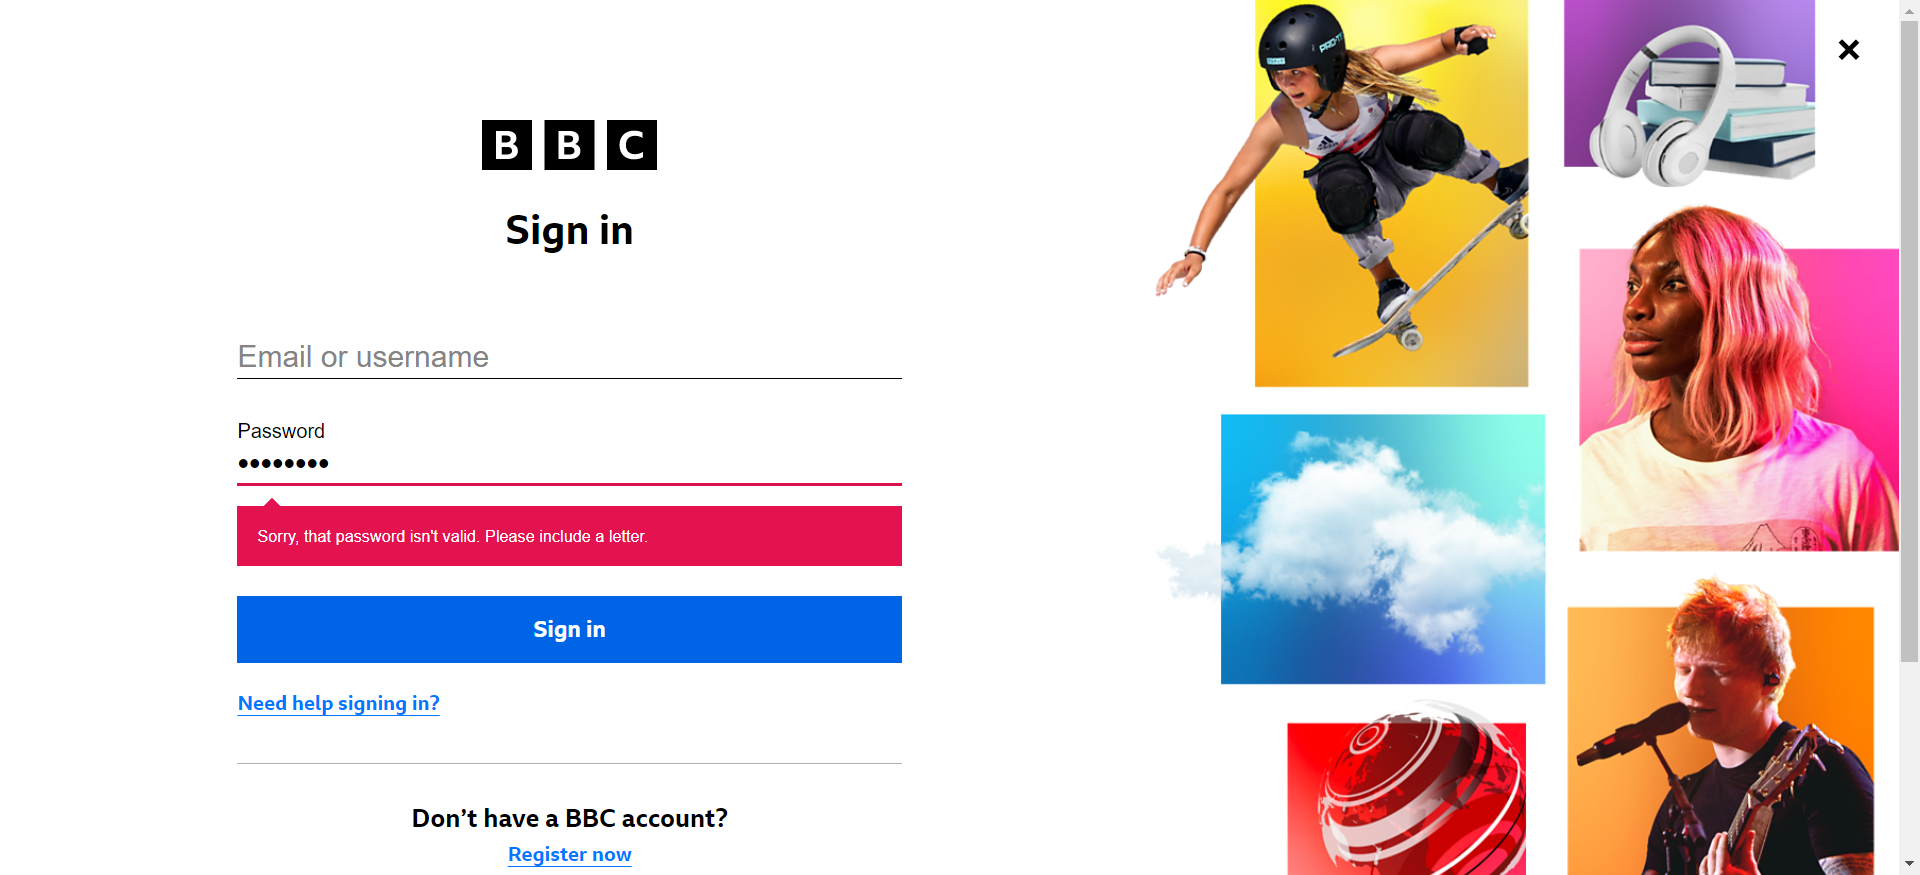 BBC
Sign in
Email or username
Password
••••••••
Sorry, that password isn't valid. Please include a letter.
Sign in
Need help signing in?
Don’t have a BBC account?
Register now